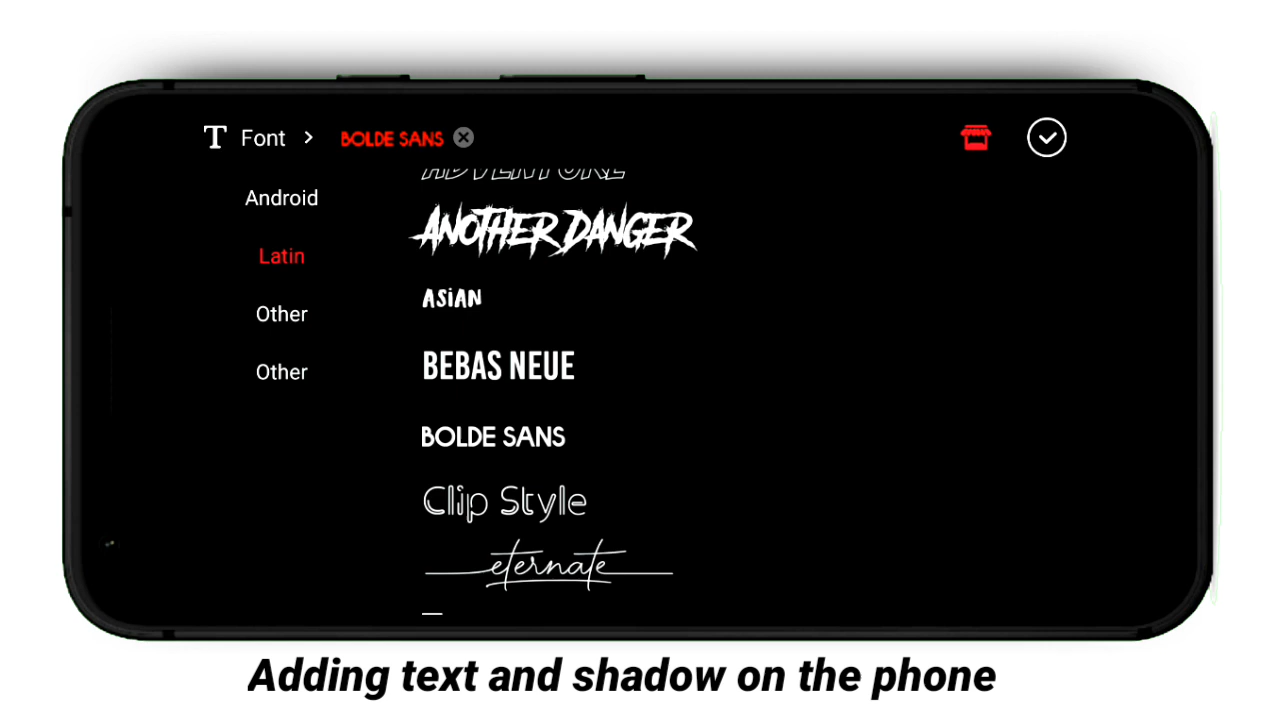 T Font > BOLDE SANS
Android
Latin
Other
Other
ADVENTURE
ANOTHER DANGER
ASiAN
BEBAS NEUE
BOLDE SANS
Clip Style
eternate
Adding text and shadow on the phone